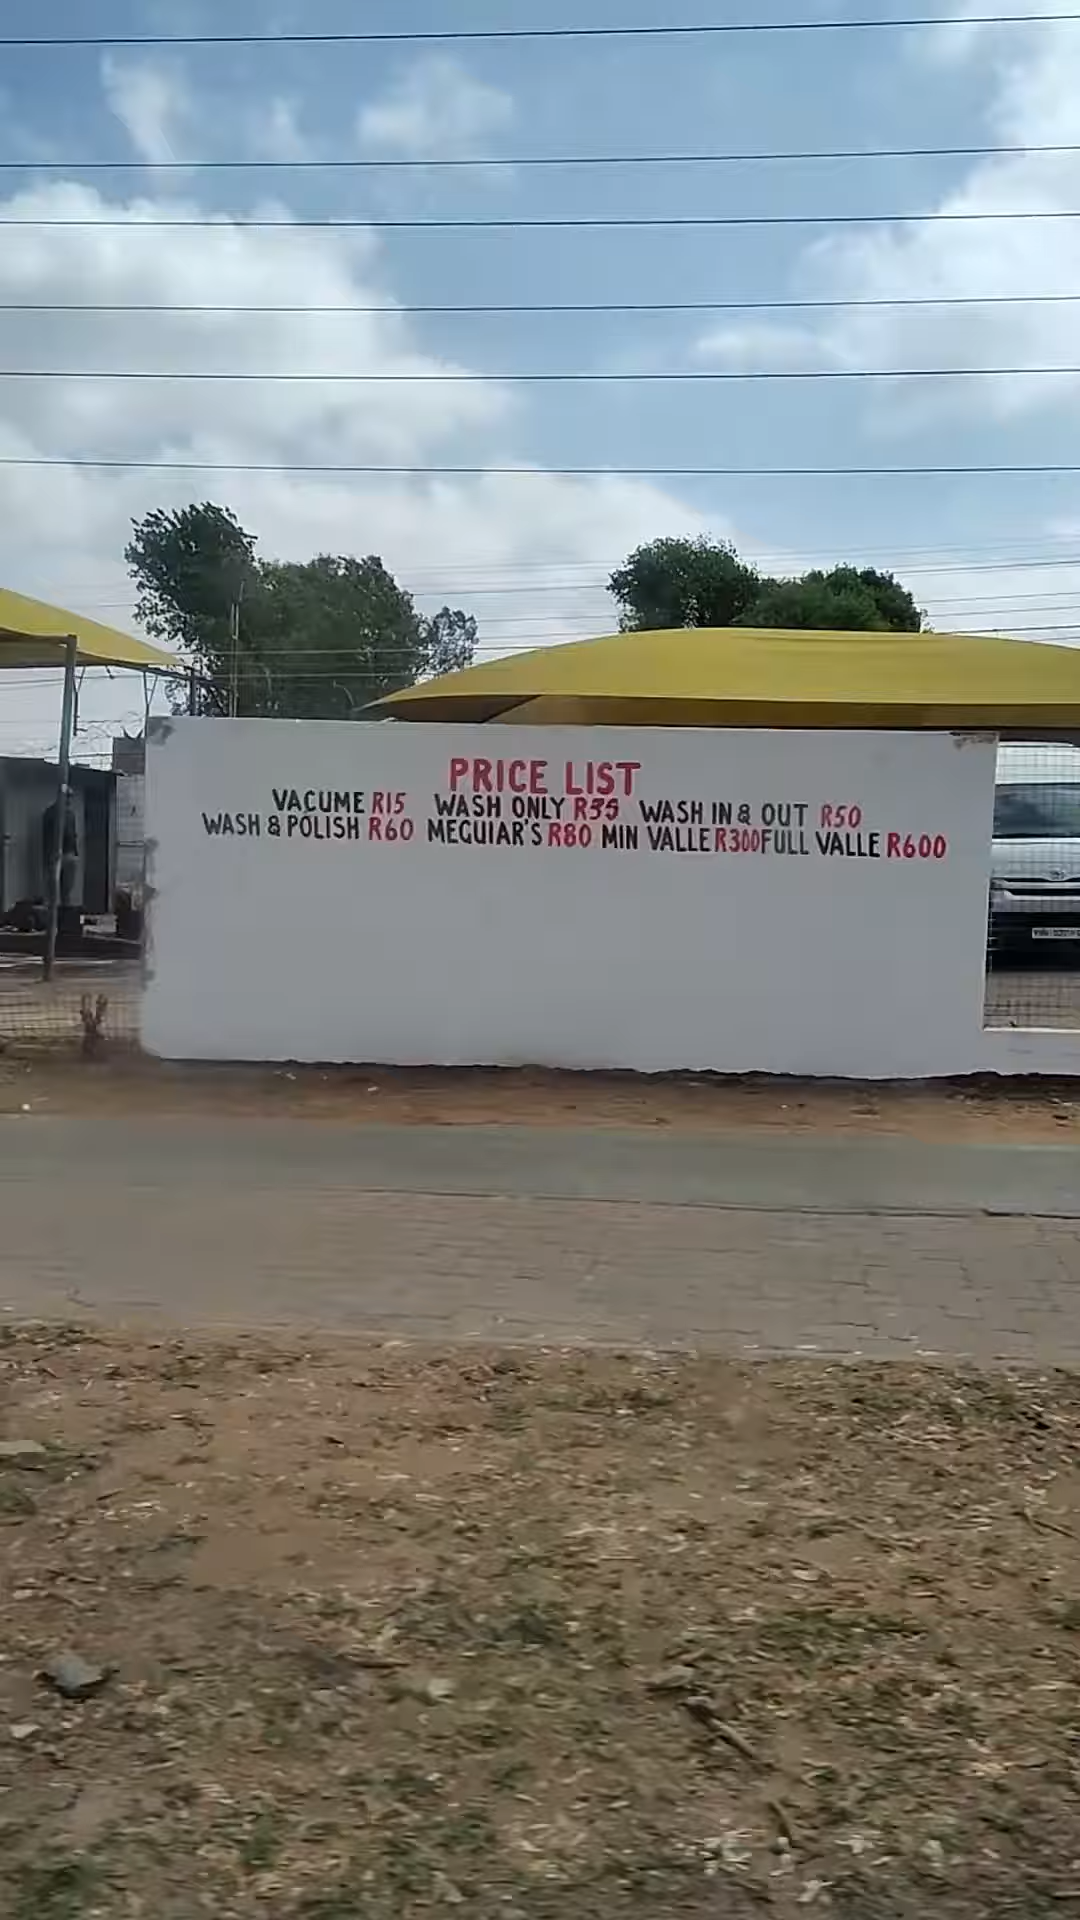 PRICE LIST
VACUME R15 WASH ONLY R35 WASH IN & OUT R50
WASH & POLISH R60 MEGUIAR'S R80 MIN VALLE R300 FULL VALLE R600